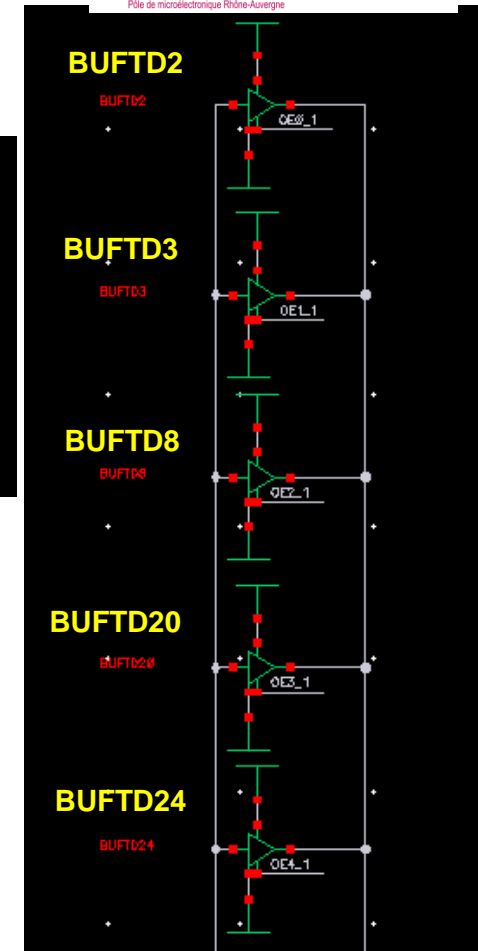 Pôle de microélectronique Rhône-Auvergne
BUFTD2
BUFTD2
OE0_1
BUFTD3
BUFTD3
OE1_1
BUFTD8
BUFTD8
OE2_1
BUFTD20
BUFTD20
OE3_1
BUFTD24
BUFTD24
OE4_1